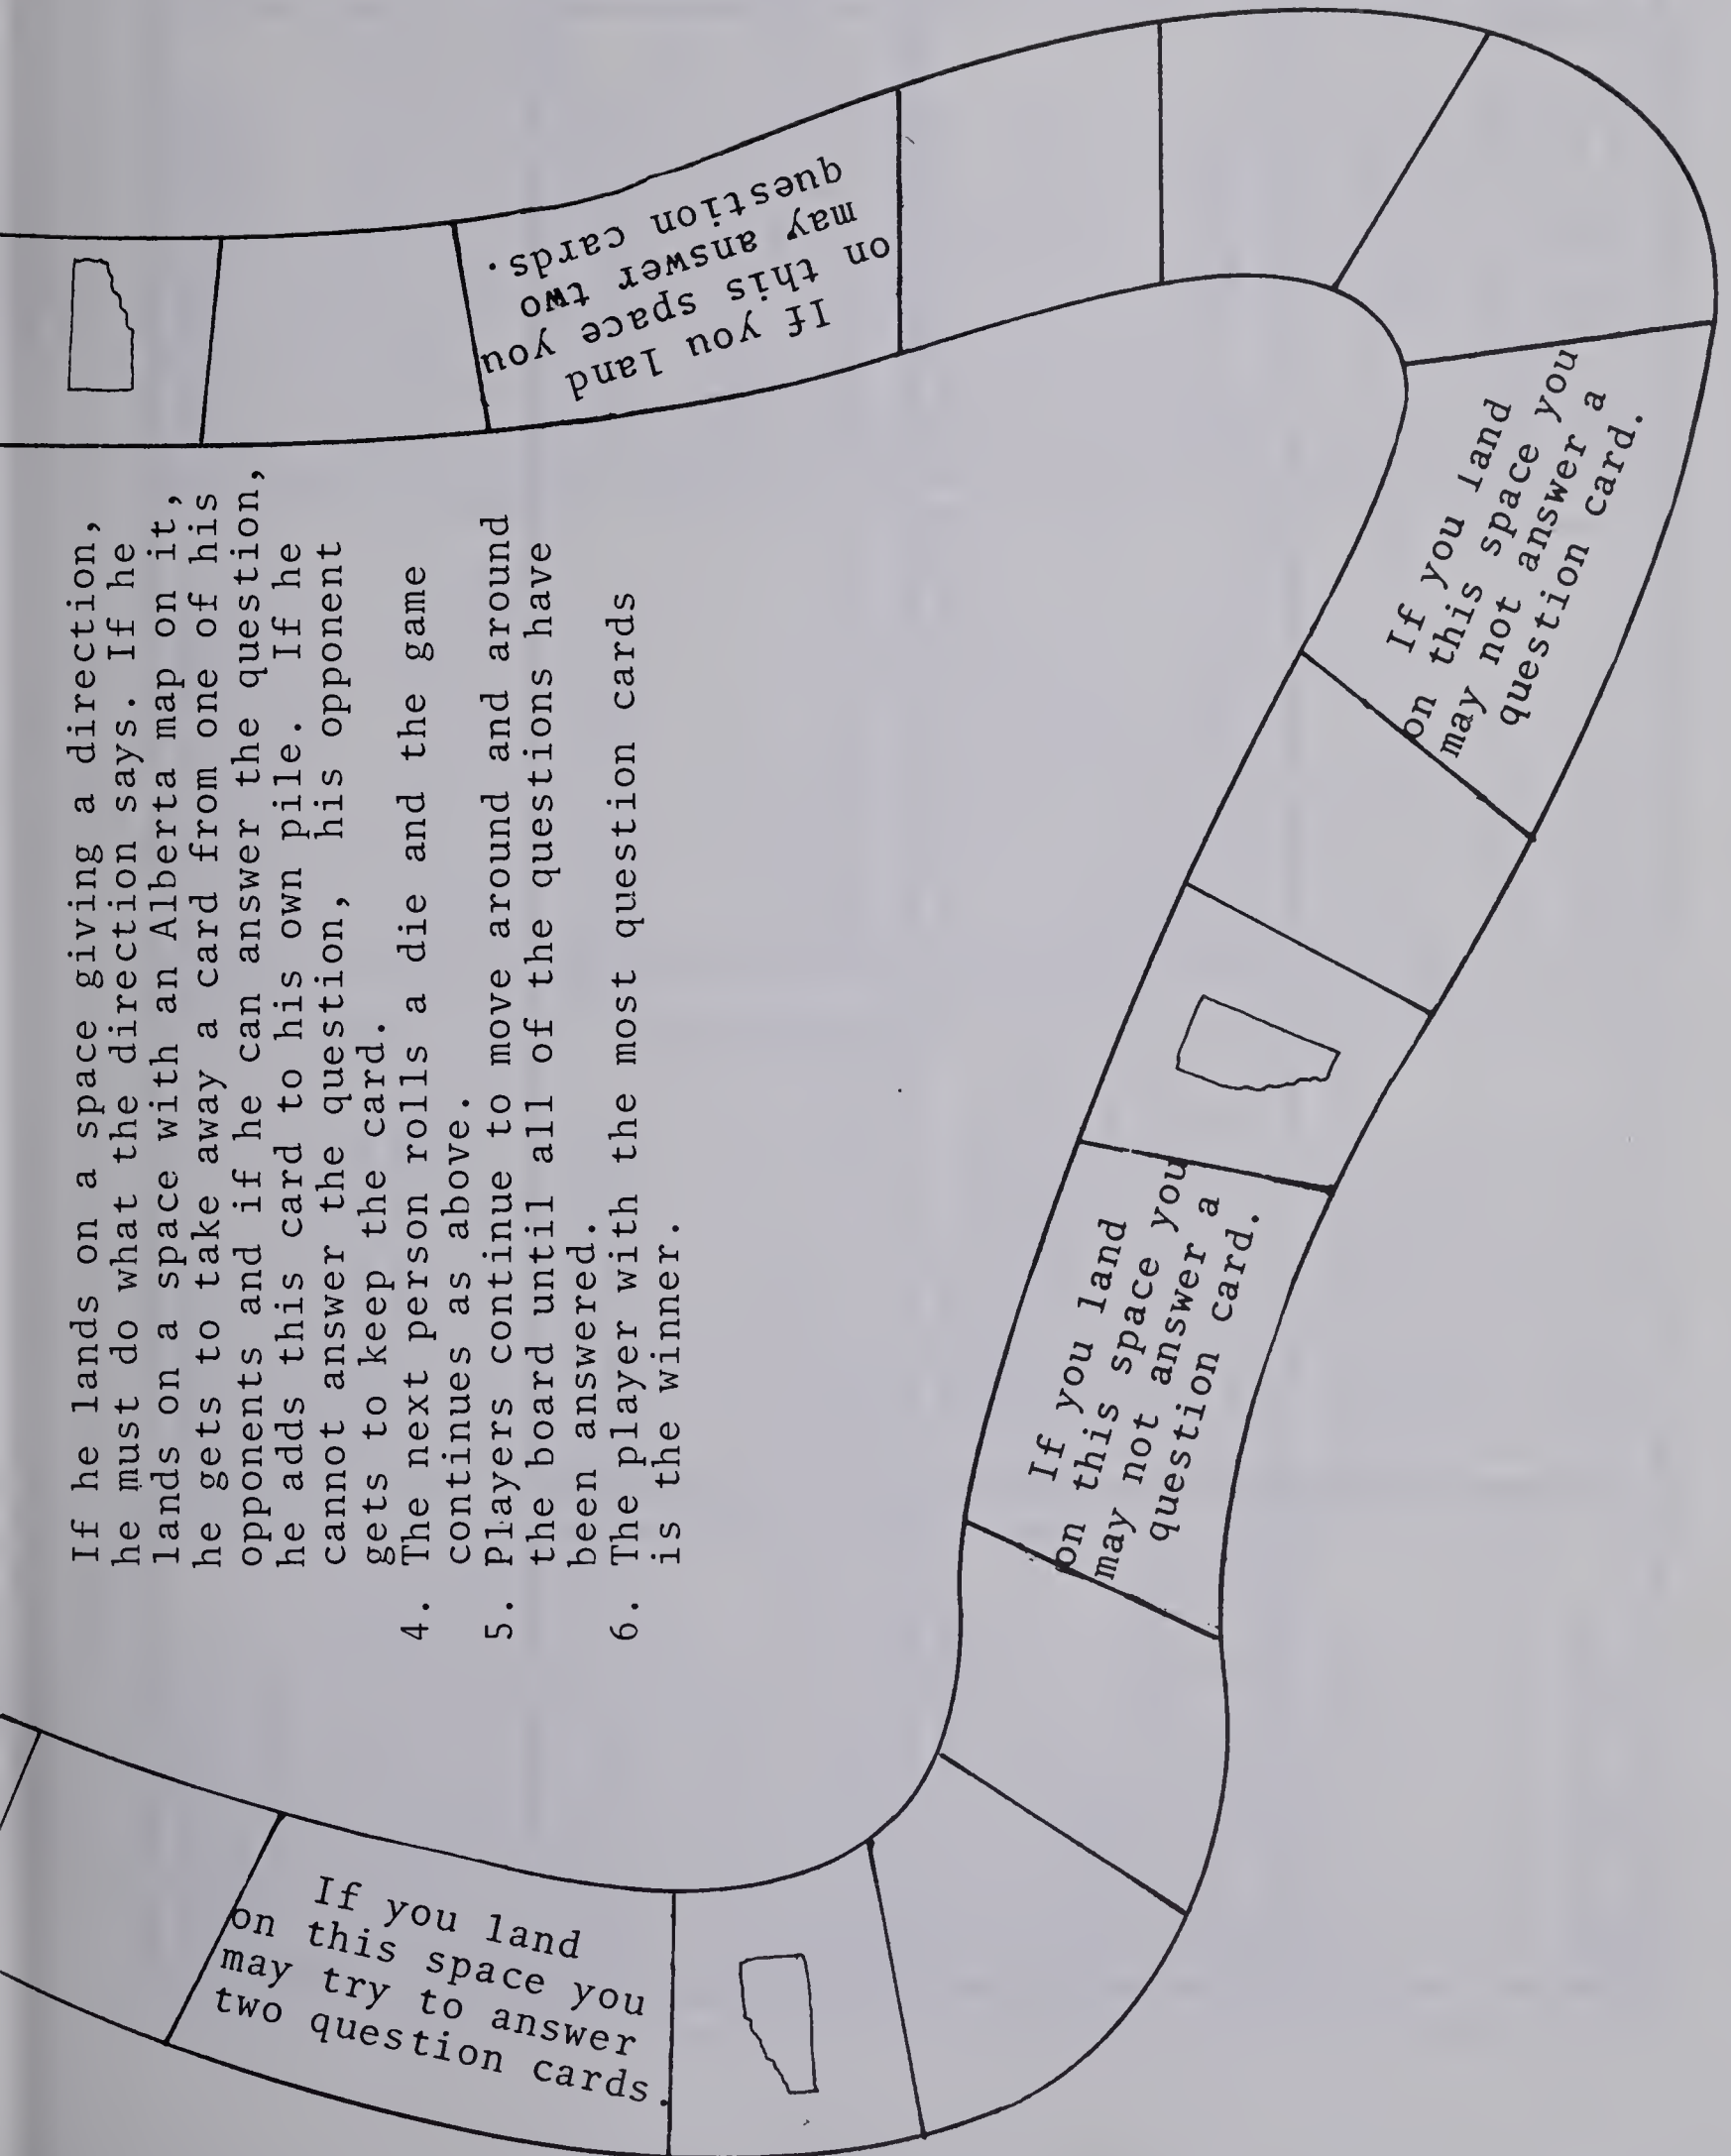 If he lands on a space giving a direction,
he must do what the direction says. If he
lands on a space with an Alberta map on it,
he gets to take away a card from one of his
opponents and if he can answer the question,
he adds this card to his own pile. If he
cannot answer the question, his opponent
gets to keep the card.
4. The next person rolls a die and the game
continues as above.
5. Players continue to move around and around
the board until all of the questions have
been answered.
6. The player with the most question cards
is the winner.
If you land
on this space you
may answer two
question cards.
If you land
on this space you
may not answer a
question card.
If you land
on this space you
may not answer a
question card.
If you land
on this space you
may try to answer
two question cards.